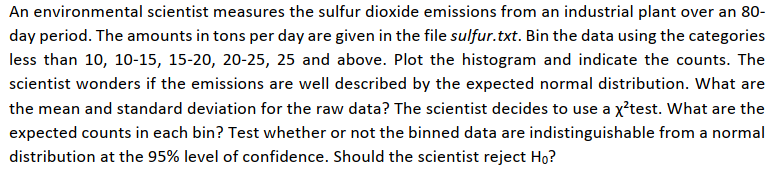 An environmental scientist measures the sulfur dioxide emissions from an industrial plant over an 80-
day period. The amounts in tons per day are given in the file sulfur.txt. Bin the data using the categories
less than 10, 10-15, 15-20, 20-25, 25 and above. Plot the histogram and indicate the counts. The
scientist wonders if the emissions are well described by the expected normal distribution. What are
the mean and standard deviation for the raw data? The scientist decides to use a χ²test. What are the
expected counts in each bin? Test whether or not the binned data are indistinguishable from a normal
distribution at the 95% level of confidence. Should the scientist reject H₀?